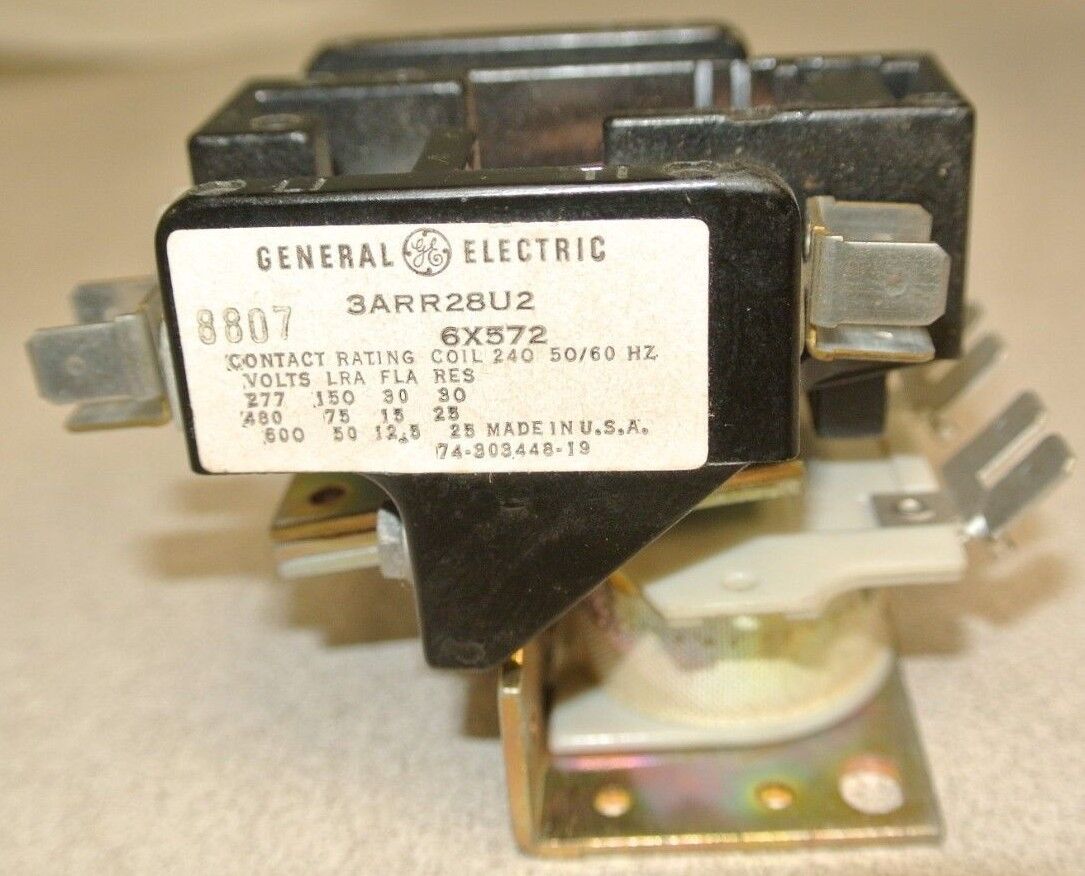 GENERAL GE ELECTRIC
3ARR28U2
8807 6X572
CONTACT RATING COIL 240 50/60 HZ
VOLTS LRA FLA RES
277 150 30 30
480 75 15 25
600 50 12.5 25 MADE IN U.S.A.
74-303448-19